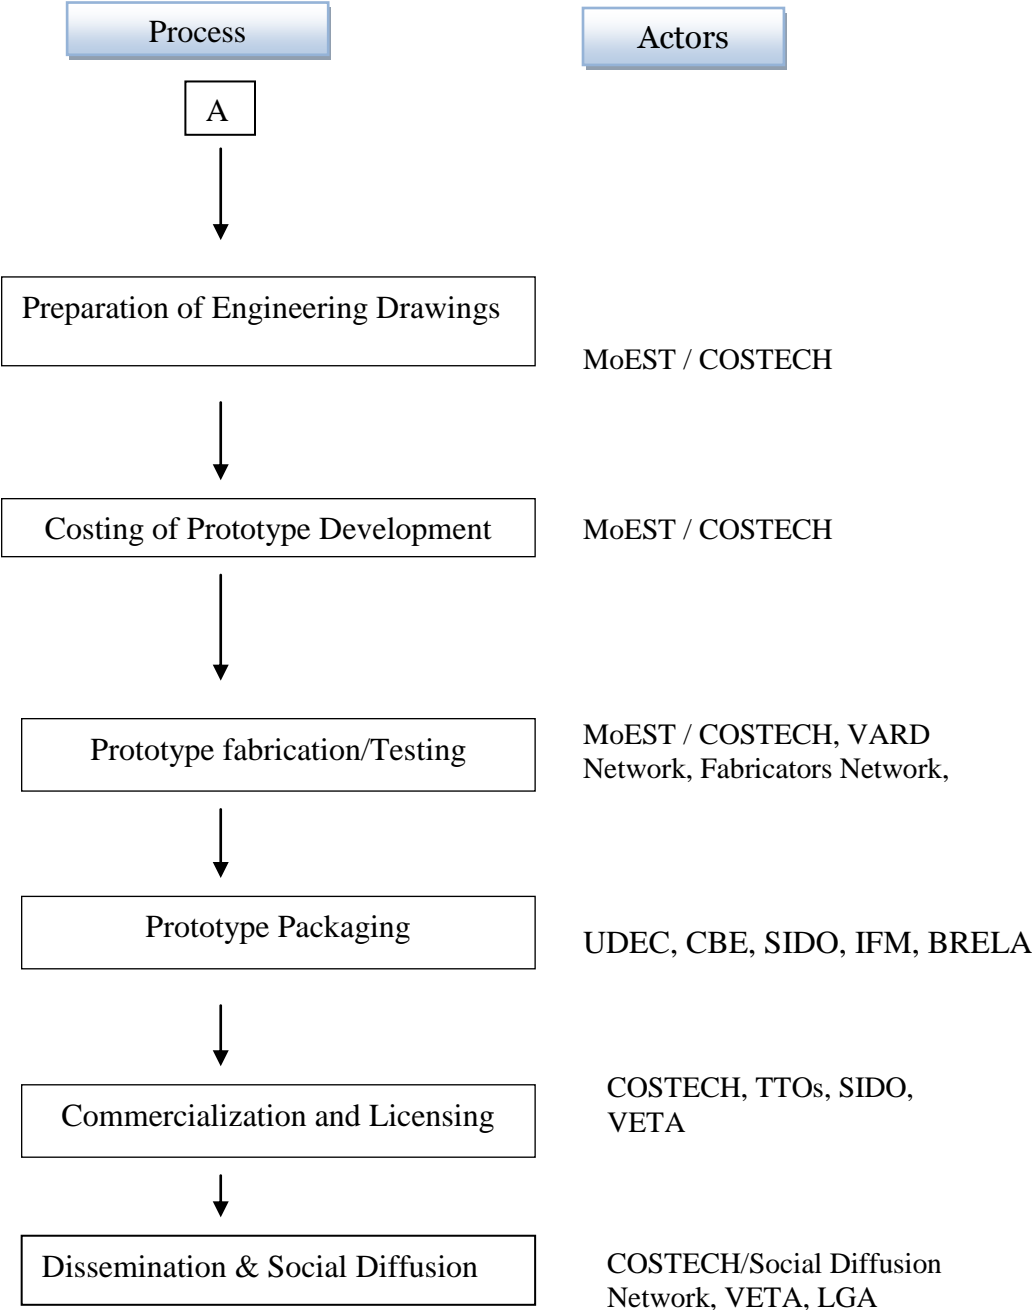 Process
Actors
A
Preparation of Engineering Drawings
MoEST / COSTECH
Costing of Prototype Development
MoEST / COSTECH
Prototype fabrication/Testing
MoEST / COSTECH, VARD
Network, Fabricators Network,
Prototype Packaging
UDEC, CBE, SIDO, IFM, BRELA
Commercialization and Licensing
COSTECH, TTOs, SIDO,
VETA
Dissemination & Social Diffusion
COSTECH/Social Diffusion
Network, VETA, LGA